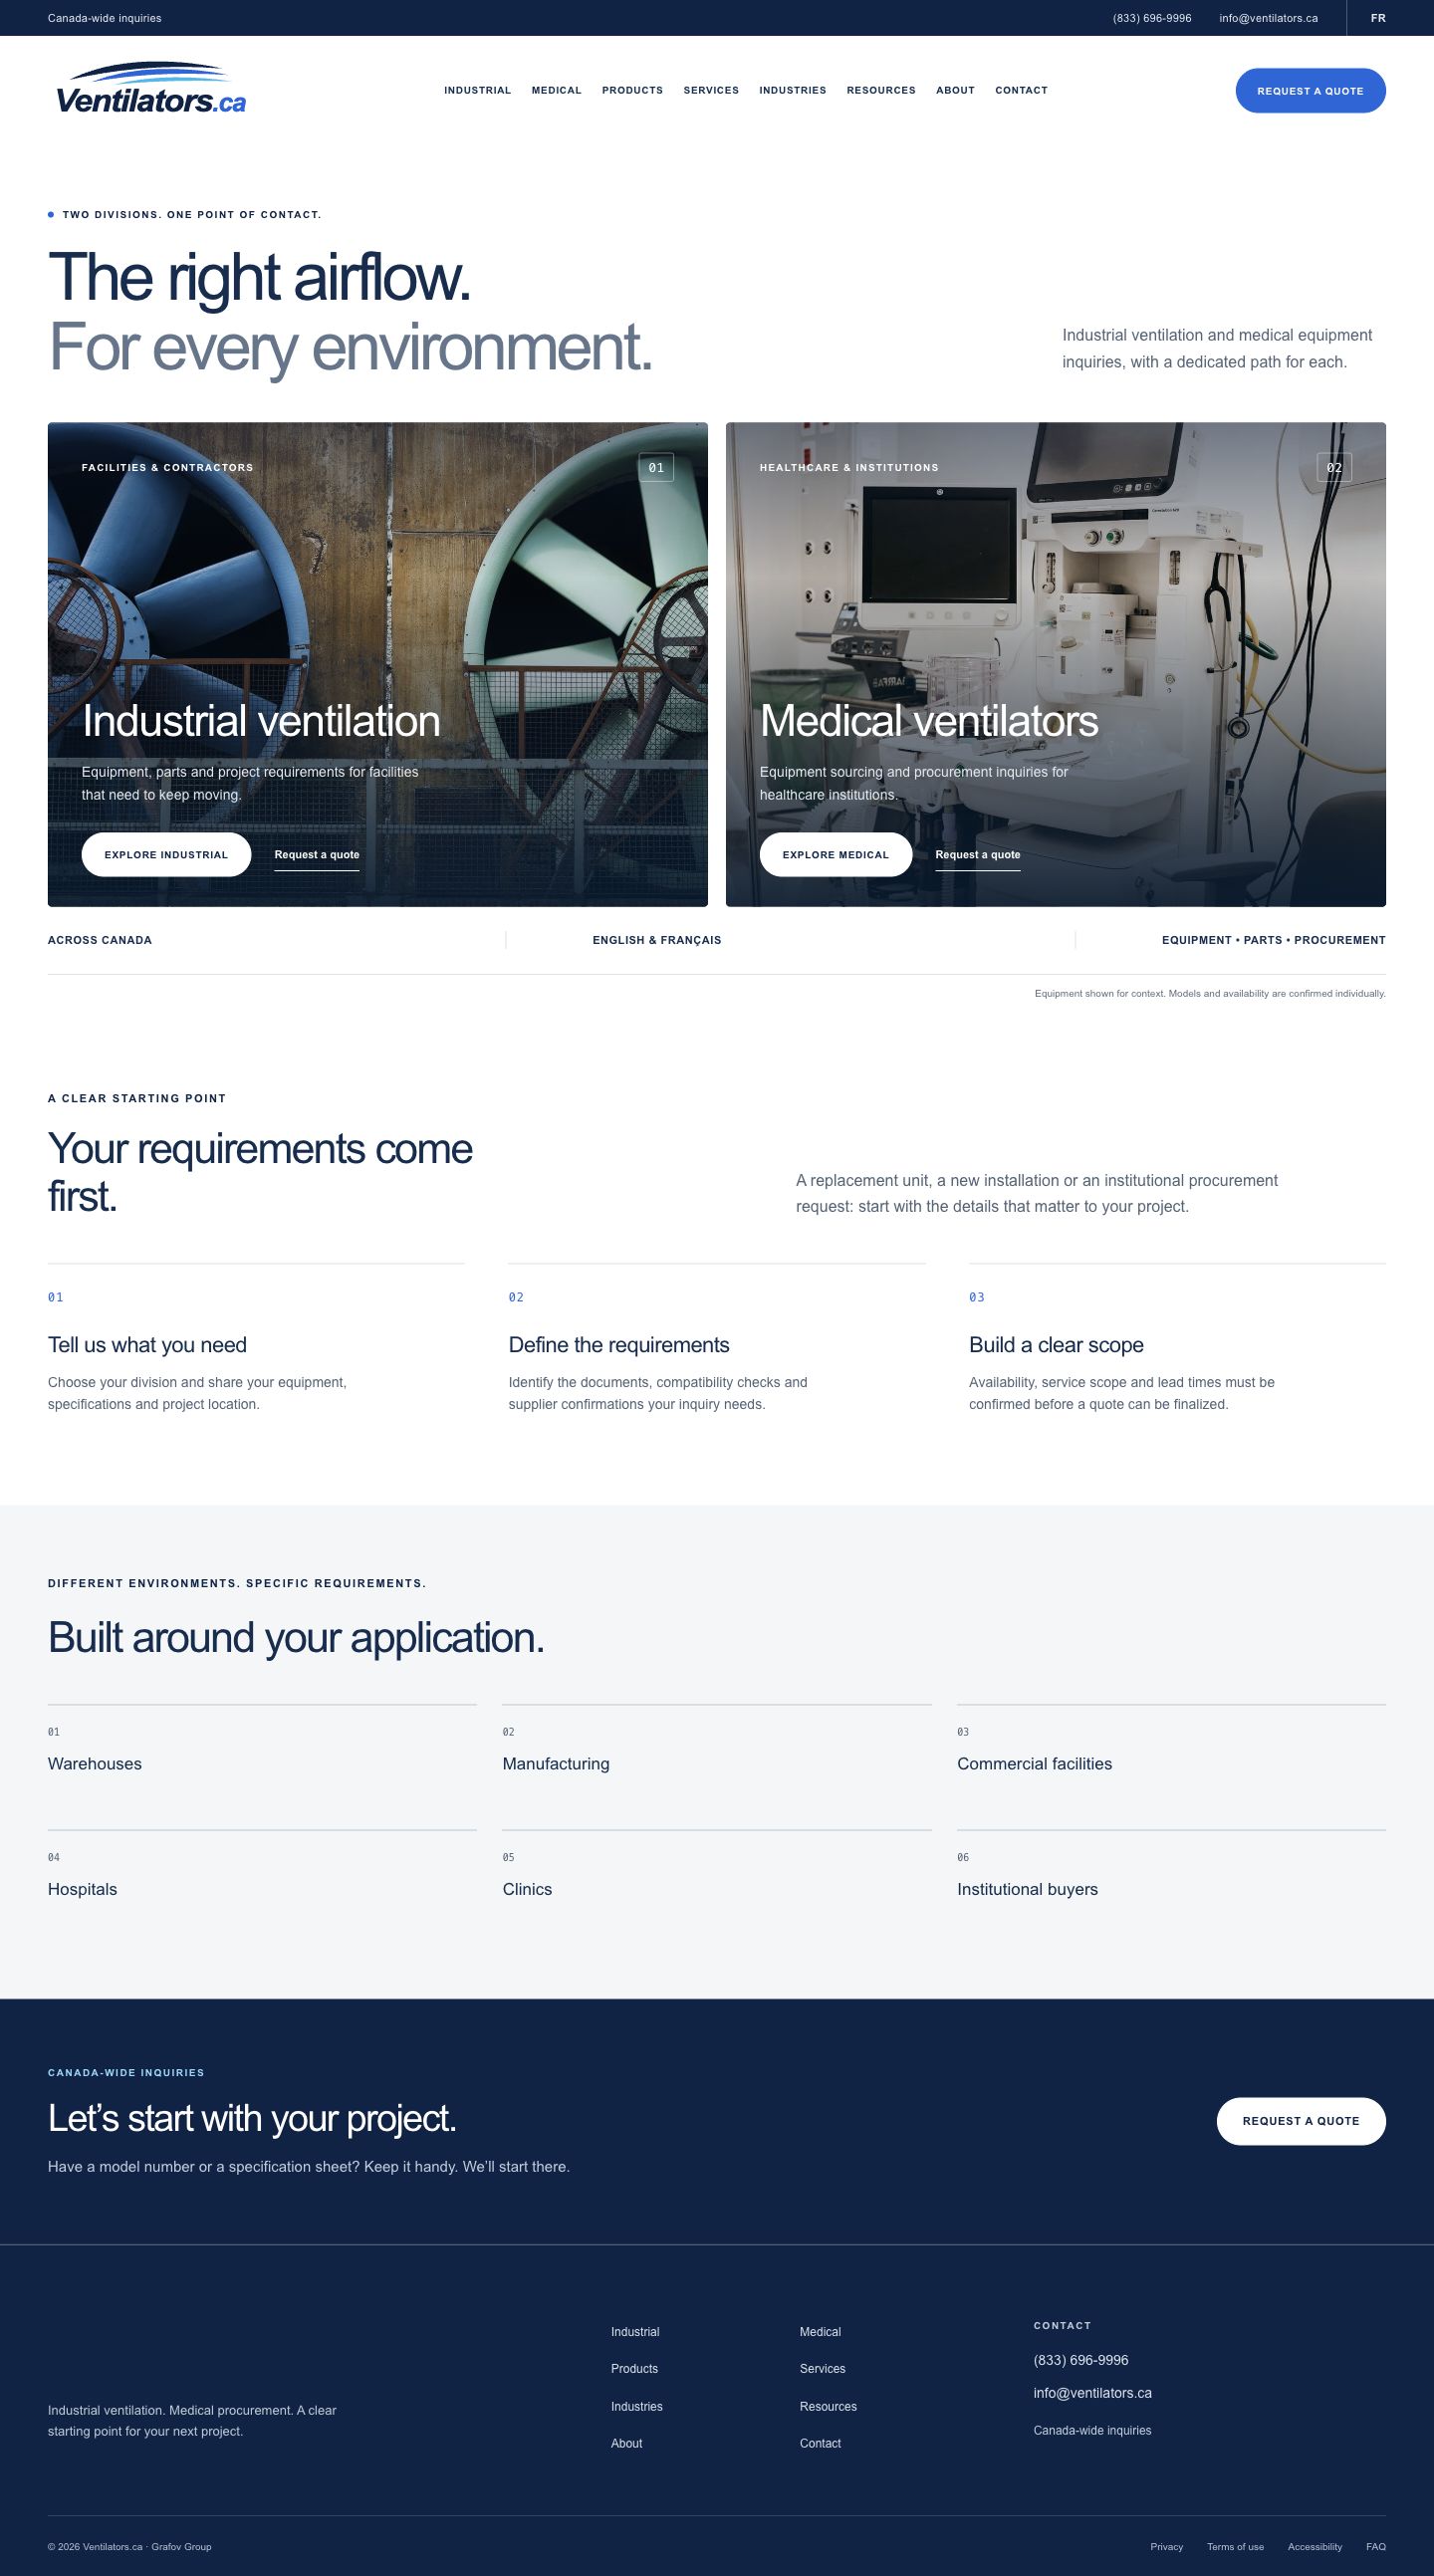 Canada-wide inquiries
(833) 696-9996
info@ventilators.ca
FR
Ventilators.ca
INDUSTRIAL
MEDICAL
PRODUCTS
SERVICES
INDUSTRIES
RESOURCES
ABOUT
CONTACT
REQUEST A QUOTE
TWO DIVISIONS. ONE POINT OF CONTACT.
The right airflow.
For every environment.
Industrial ventilation and medical equipment
inquiries, with a dedicated path for each.
FACILITIES & CONTRACTORS
01
Industrial ventilation
Equipment, parts and project requirements for facilities
that need to keep moving.
EXPLORE INDUSTRIAL
Request a quote
HEALTHCARE & INSTITUTIONS
02
Medical ventilators
Equipment sourcing and procurement inquiries for
healthcare institutions.
EXPLORE MEDICAL
Request a quote
ACROSS CANADA
ENGLISH & FRANÇAIS
EQUIPMENT • PARTS • PROCUREMENT
Equipment shown for context. Models and availability are confirmed individually.
A CLEAR STARTING POINT
Your requirements come
first.
A replacement unit, a new installation or an institutional procurement
request: start with the details that matter to your project.
01
Tell us what you need
Choose your division and share your equipment,
specifications and project location.
02
Define the requirements
Identify the documents, compatibility checks and
supplier confirmations your inquiry needs.
03
Build a clear scope
Availability, service scope and lead times must be
confirmed before a quote can be finalized.
DIFFERENT ENVIRONMENTS. SPECIFIC REQUIREMENTS.
Built around your application.
01
Warehouses
02
Manufacturing
03
Commercial facilities
04
Hospitals
05
Clinics
06
Institutional buyers
CANADA-WIDE INQUIRIES
Let’s start with your project.
Have a model number or a specification sheet? Keep it handy. We’ll start there.
REQUEST A QUOTE
Industrial ventilation. Medical procurement. A clear
starting point for your next project.
Industrial
Products
Industries
About
Medical
Services
Resources
Contact
CONTACT
(833) 696-9996
info@ventilators.ca
Canada-wide inquiries
© 2026 Ventilators.ca · Grafov Group
Privacy
Terms of use
Accessibility
FAQ